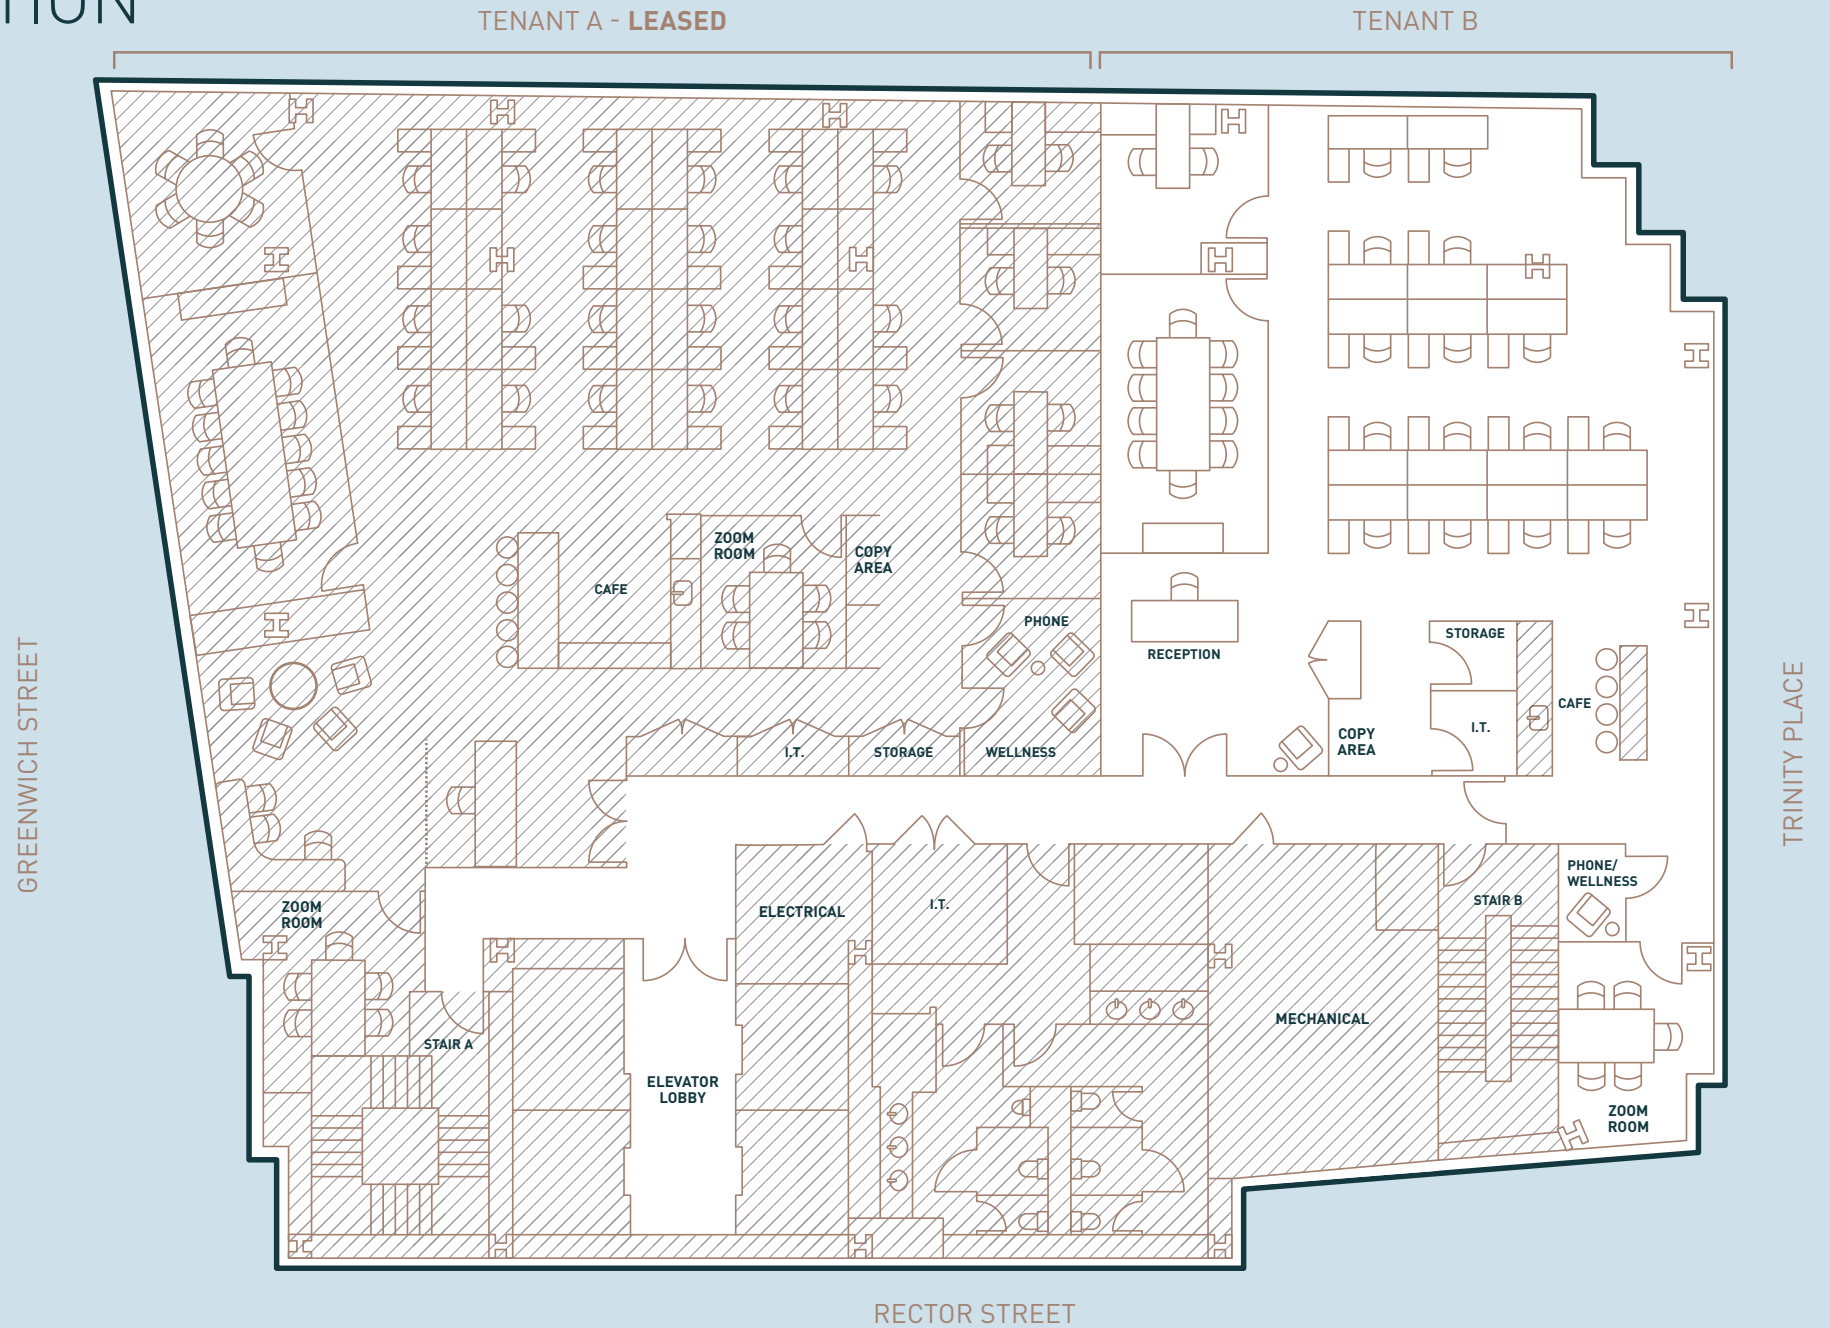 TENANT A - LEASED
TENANT B
ZOOM
ROOM
COPY
AREA
CAFE
PHONE
RECEPTION
STORAGE
CAFE
I.T.
COPY
AREA
I.T.
STORAGE
WELLNESS
GREENWICH STREET
TRINITY PLACE
ZOOM
ROOM
ELECTRICAL
I.T.
PHONE/
WELLNESS
STAIR B
MECHANICAL
STAIR A
ELEVATOR
LOBBY
ZOOM
ROOM
RECTOR STREET